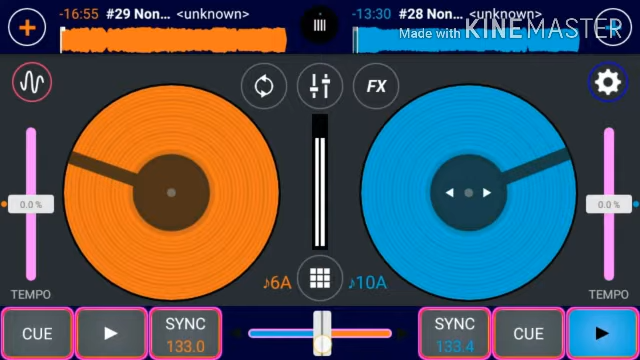 -16:55 #29 Non... <unknown>
-13:30 #28 Non... <unknown>
Made with KINEMASTER
FX
0.0 %
0.0 %
TEMPO
♪6A
♪10A
TEMPO
CUE
SYNC
133.0
SYNC
133.4
CUE